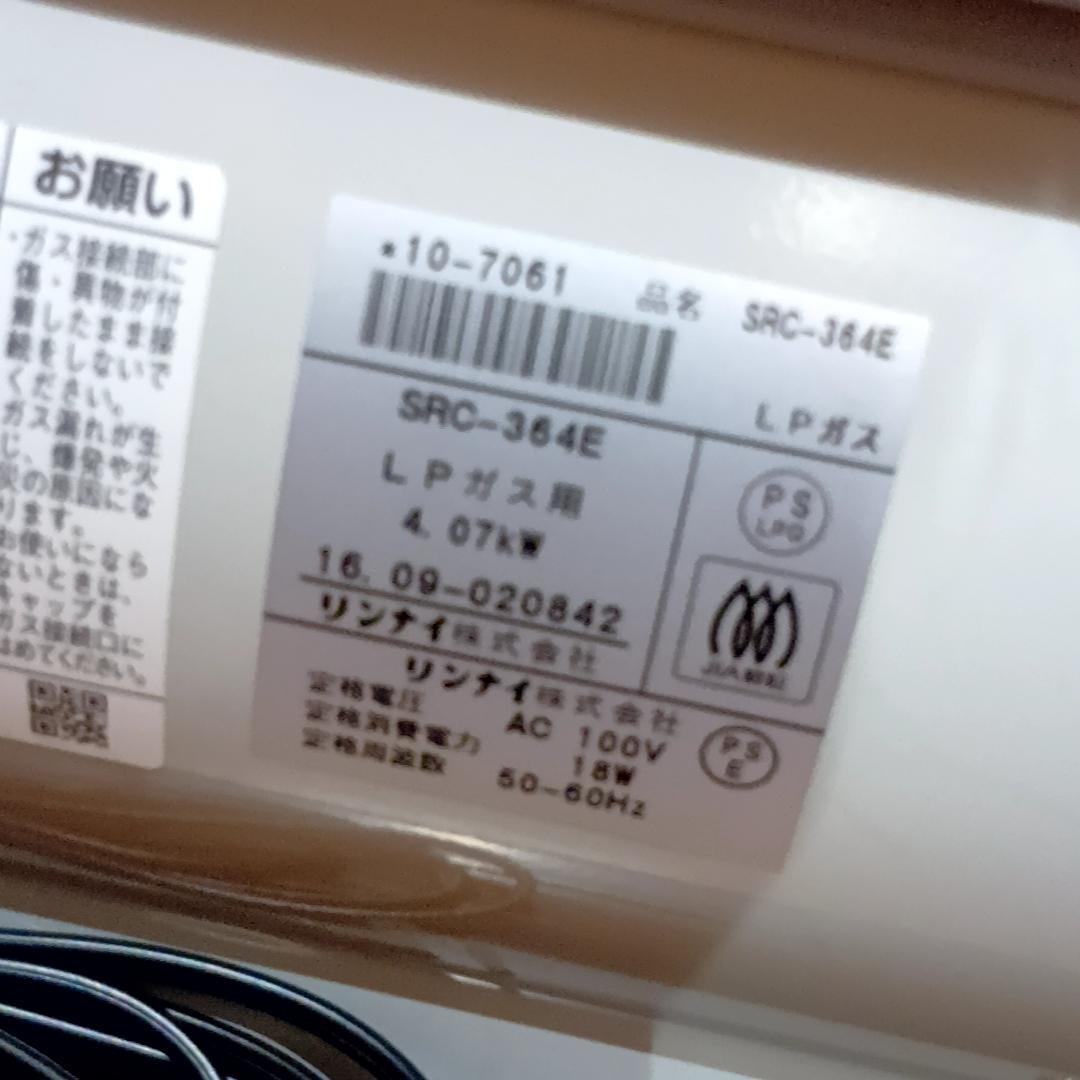 お願い
・ガス接続部に
傷・異物が付
着したまま接
続をしないで
ください。
ガス漏れが生
じ、爆発や火
災の原因にな
ります。
お使いになら
ないときは、
キャップを
ガス接続口に
はめてください。
*10-7061
品名 SRC-364E
LPガス
SRC-364E
LPガス用
4.07kW
16.09-020842
リンナイ株式会社
PS
LPG
JIA認証
リンナイ株式会社
定格電圧 AC 100V
定格消費電力 18W
定格周波数 50-60Hz
PS
E